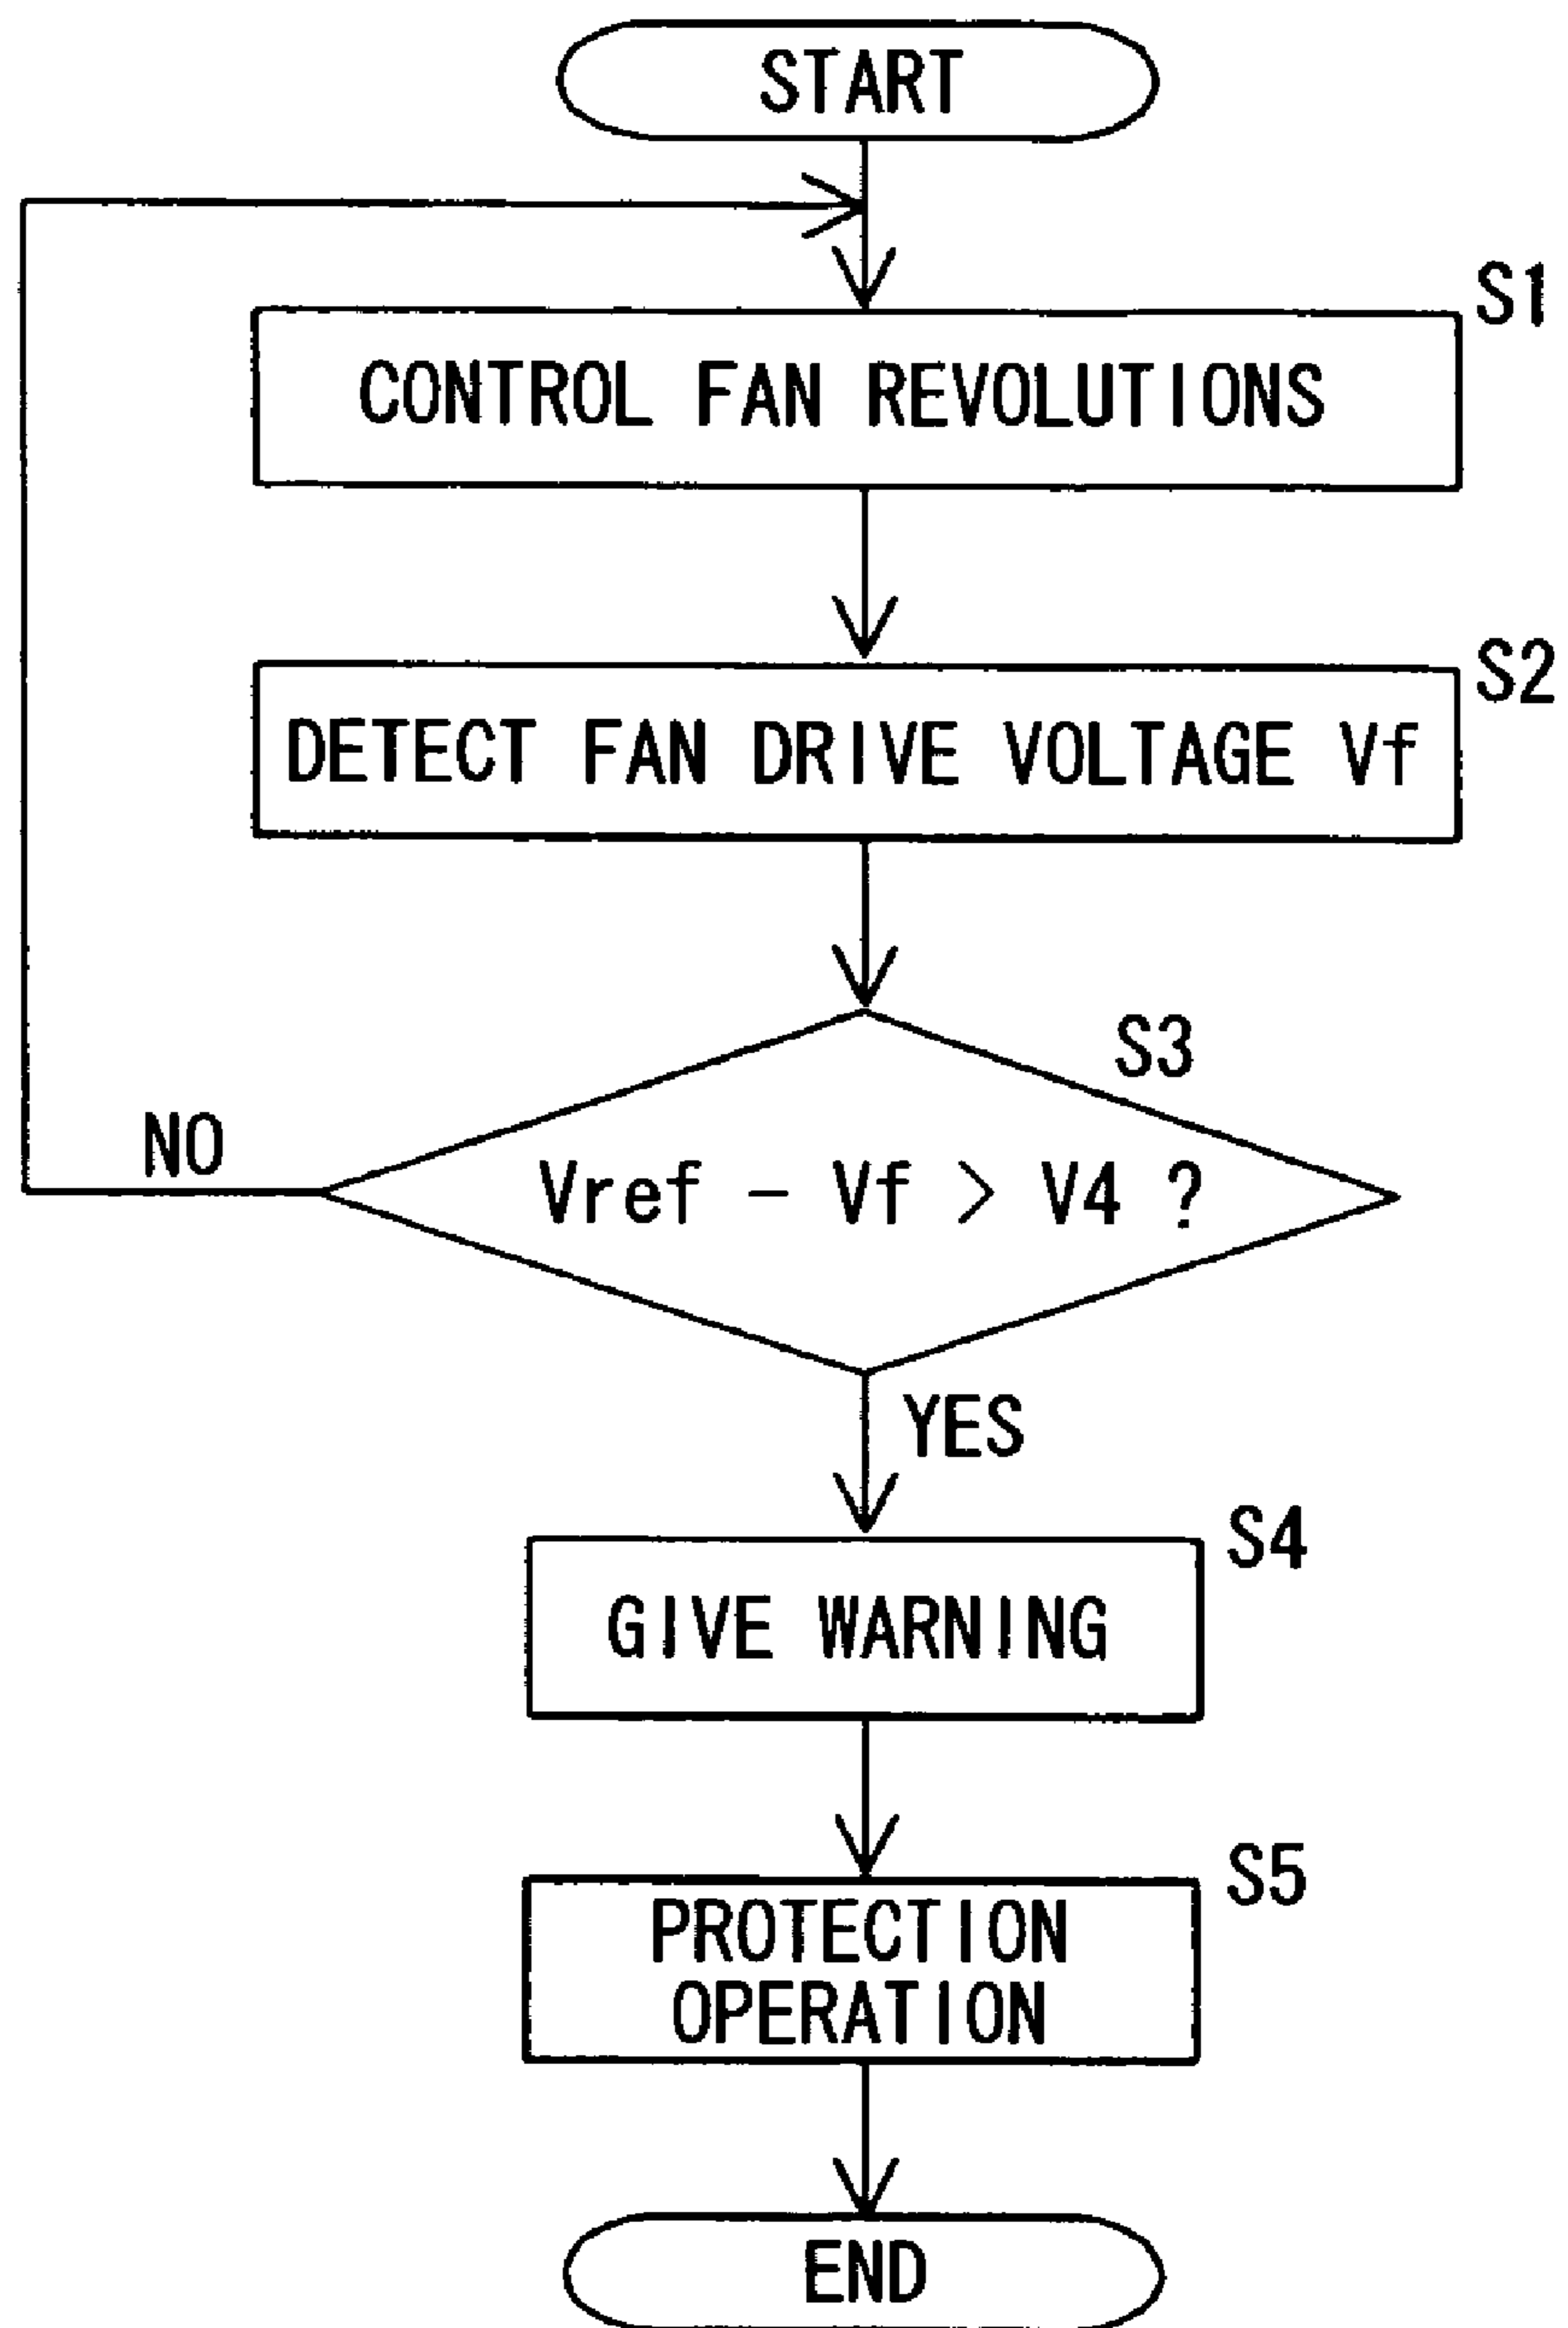 START
S1
CONTROL FAN REVOLUTIONS
S2
DETECT FAN DRIVE VOLTAGE Vf
S3
NO
Vref - Vf > V4 ?
YES
S4
GIVE WARNING
S5
PROTECTION
OPERATION
END